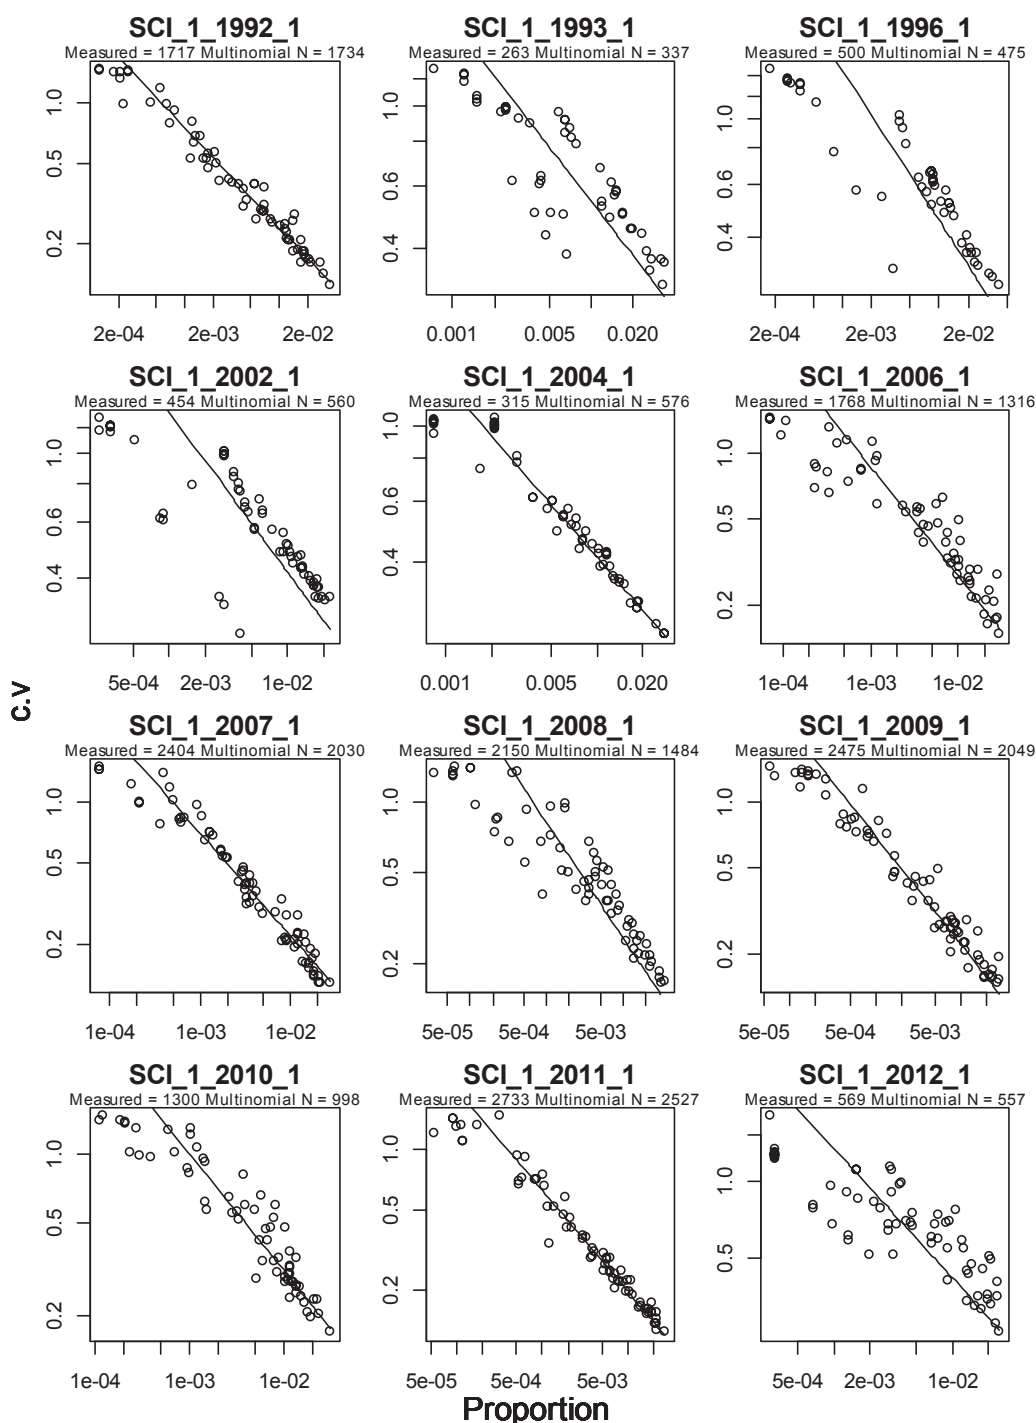 SCI_1_1992_1
Measured = 1717 Multinomial N = 1734
1.0
0.5
0.2
2e-04 2e-03 2e-02
SCI_1_1993_1
Measured = 263 Multinomial N = 337
1.0
0.6
0.4
0.001 0.005 0.020
SCI_1_1996_1
Measured = 500 Multinomial N = 475
1.0
0.6
0.4
2e-04 2e-03 2e-02
SCI_1_2002_1
Measured = 454 Multinomial N = 560
1.0
0.6
0.4
5e-04 2e-03 1e-02
SCI_1_2004_1
Measured = 315 Multinomial N = 576
1.0
0.6
0.4
0.001 0.005 0.020
SCI_1_2006_1
Measured = 1768 Multinomial N = 1316
1.0
0.5
0.2
1e-04 1e-03 1e-02
c.v
SCI_1_2007_1
Measured = 2404 Multinomial N = 2030
1.0
0.5
0.2
1e-04 1e-03 1e-02
SCI_1_2008_1
Measured = 2150 Multinomial N = 1484
1.0
0.5
0.2
5e-05 5e-04 5e-03
SCI_1_2009_1
Measured = 2475 Multinomial N = 2049
1.0
0.5
0.2
5e-05 5e-04 5e-03
SCI_1_2010_1
Measured = 1300 Multinomial N = 998
1.0
0.5
0.2
1e-04 1e-03 1e-02
SCI_1_2011_1
Measured = 2733 Multinomial N = 2527
1.0
0.5
0.2
5e-05 5e-04 5e-03
SCI_1_2012_1
Measured = 569 Multinomial N = 557
1.0
0.5
5e-04 2e-03 1e-02
Proportion